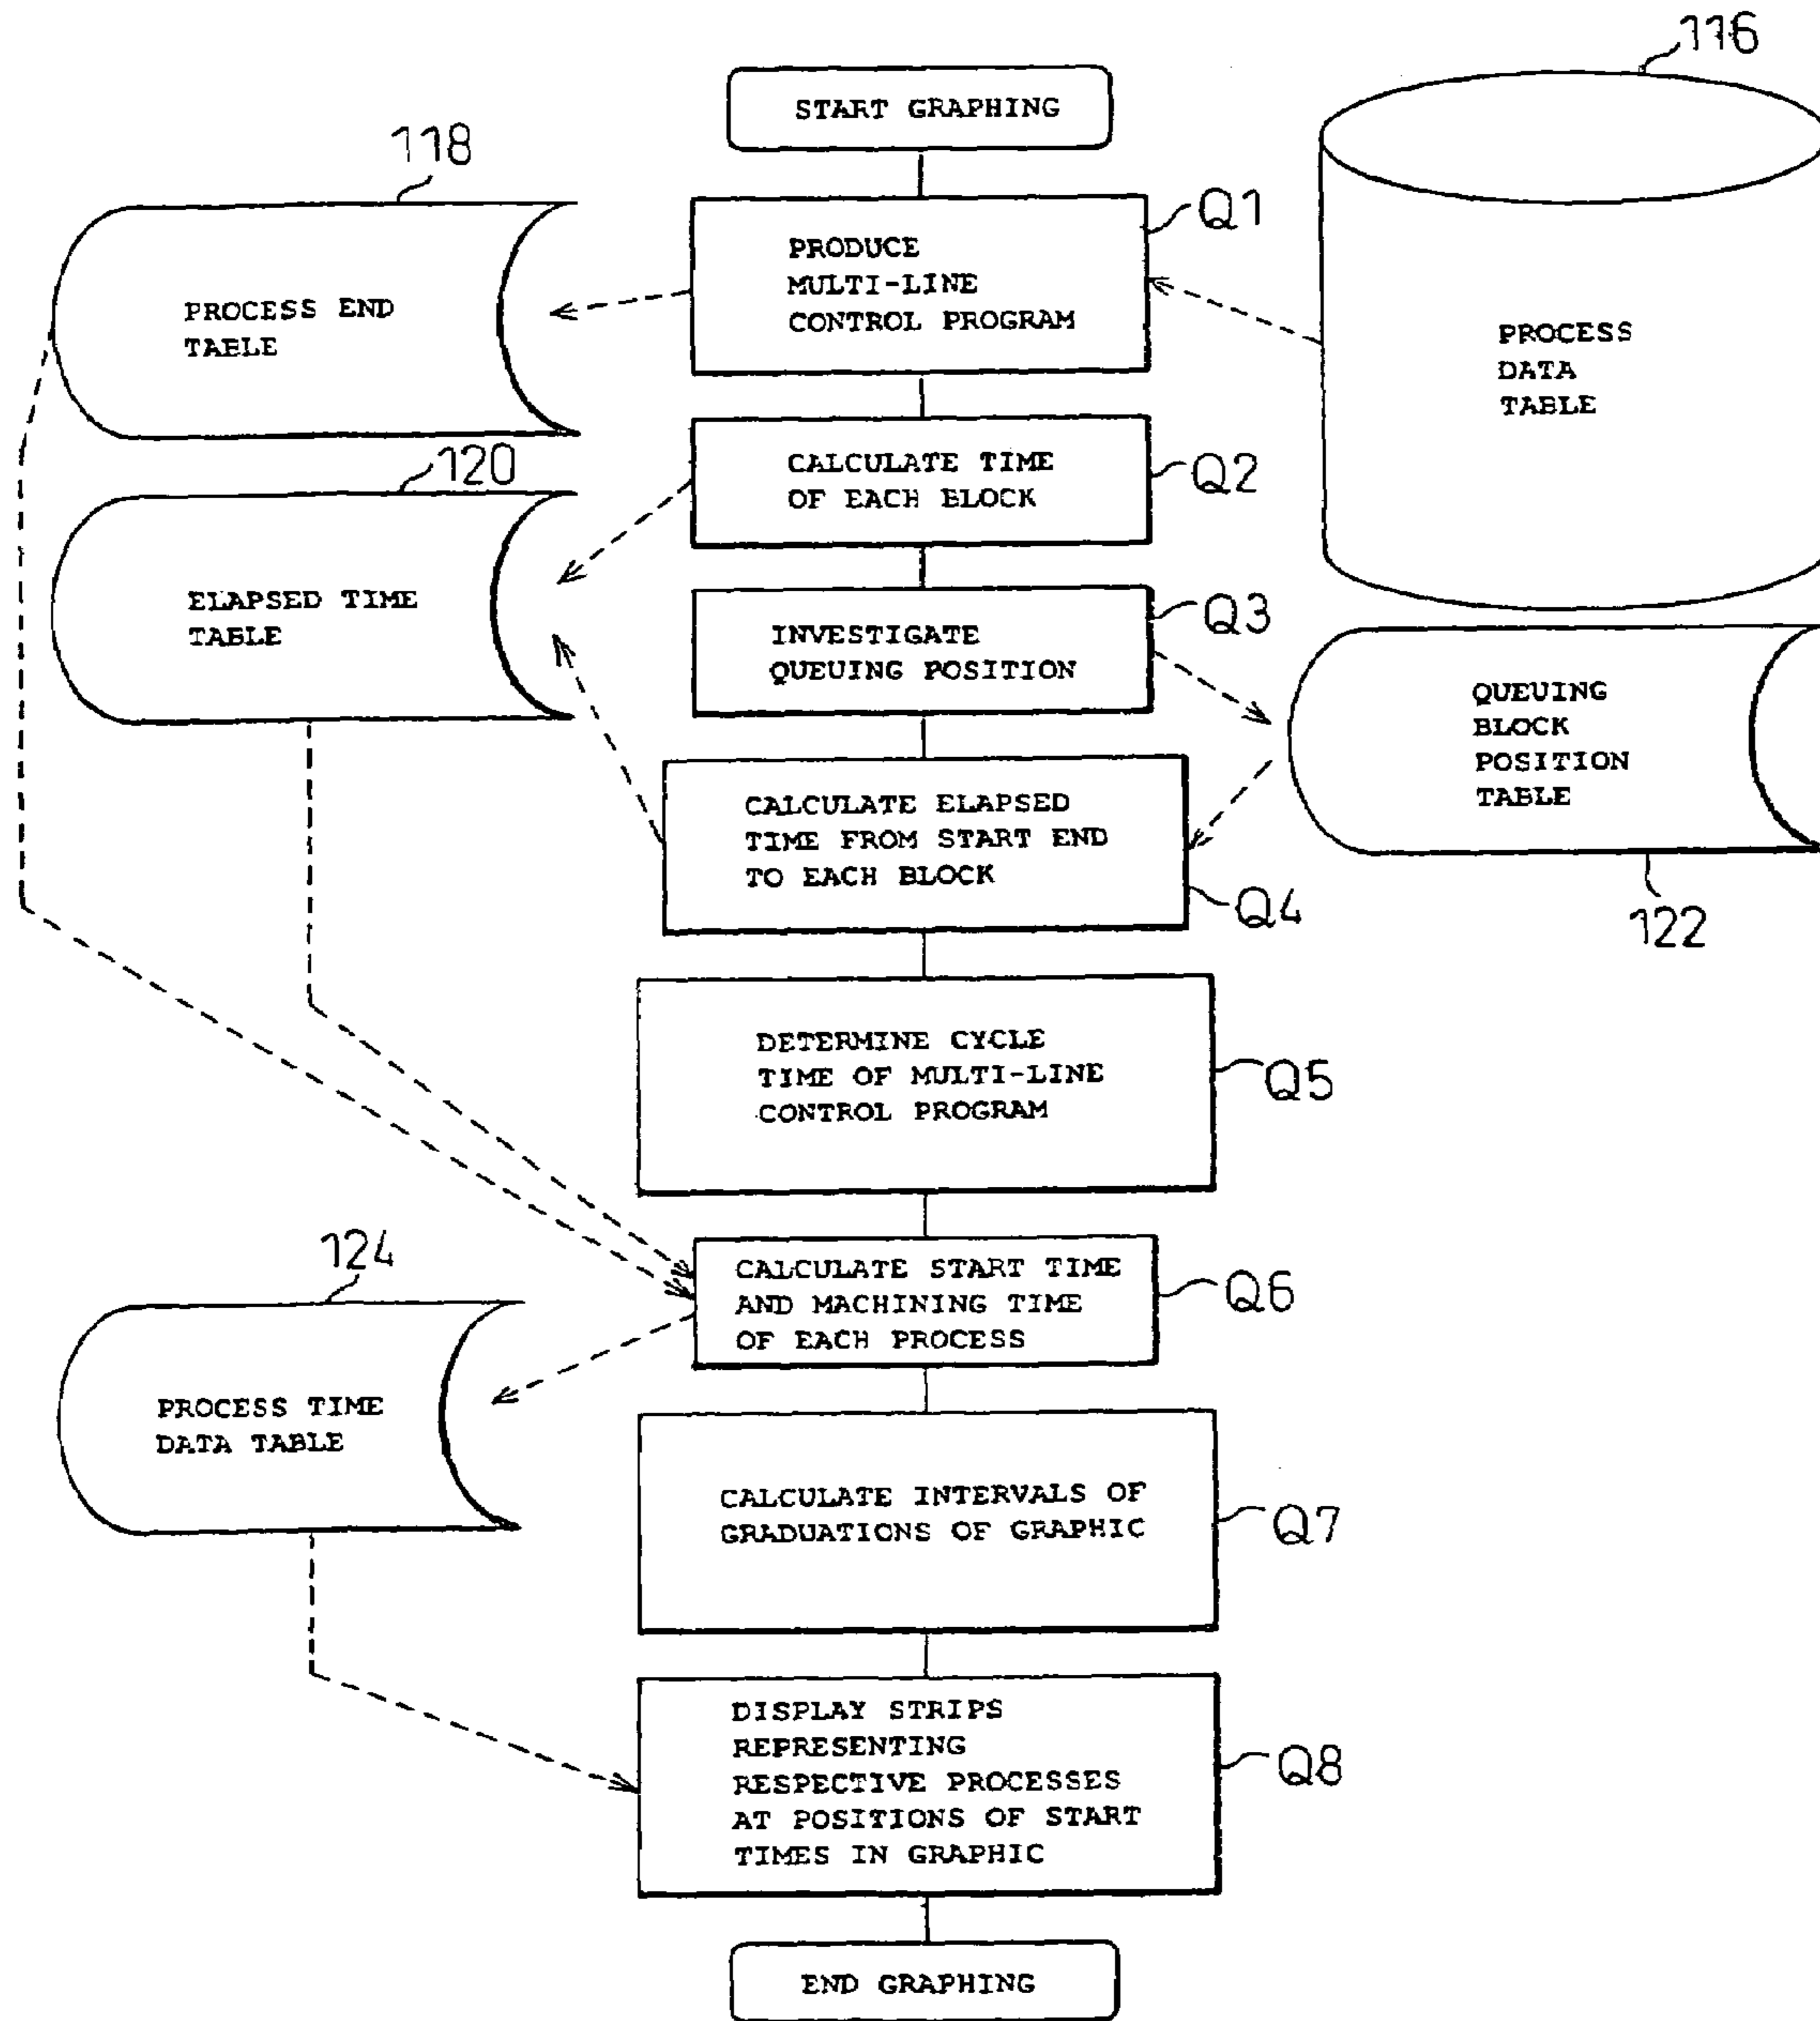 116
START GRAPHING
118
Q1
PRODUCE
MULTI-LINE
CONTROL PROGRAM
PROCESS END
TABLE
PROCESS
DATA
TABLE
120
CALCULATE TIME
OF EACH BLOCK
Q2
ELAPSED TIME
TABLE
Q3
INVESTIGATE
QUEUING POSITION
QUEUING
BLOCK
POSITION
TABLE
CALCULATE ELAPSED
TIME FROM START END
TO EACH BLOCK
Q4
122
DETERMINE CYCLE
TIME OF MULTI-LINE
CONTROL PROGRAM
Q5
124
CALCULATE START TIME
AND MACHINING TIME
OF EACH PROCESS
Q6
PROCESS TIME
DATA TABLE
CALCULATE INTERVALS OF
GRADUATIONS OF GRAPHIC
Q7
DISPLAY STRIPS
REPRESENTING
RESPECTIVE PROCESSES
AT POSITIONS OF START
TIMES IN GRAPHIC
Q8
END GRAPHING